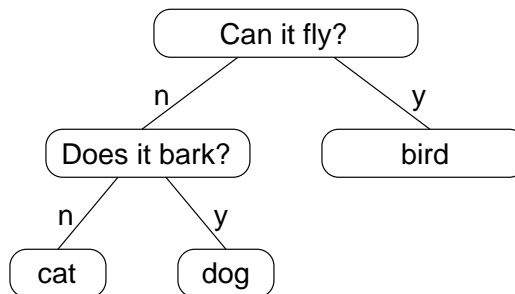 Can it fly?
n
y
Does it bark?
bird
n
y
cat
dog